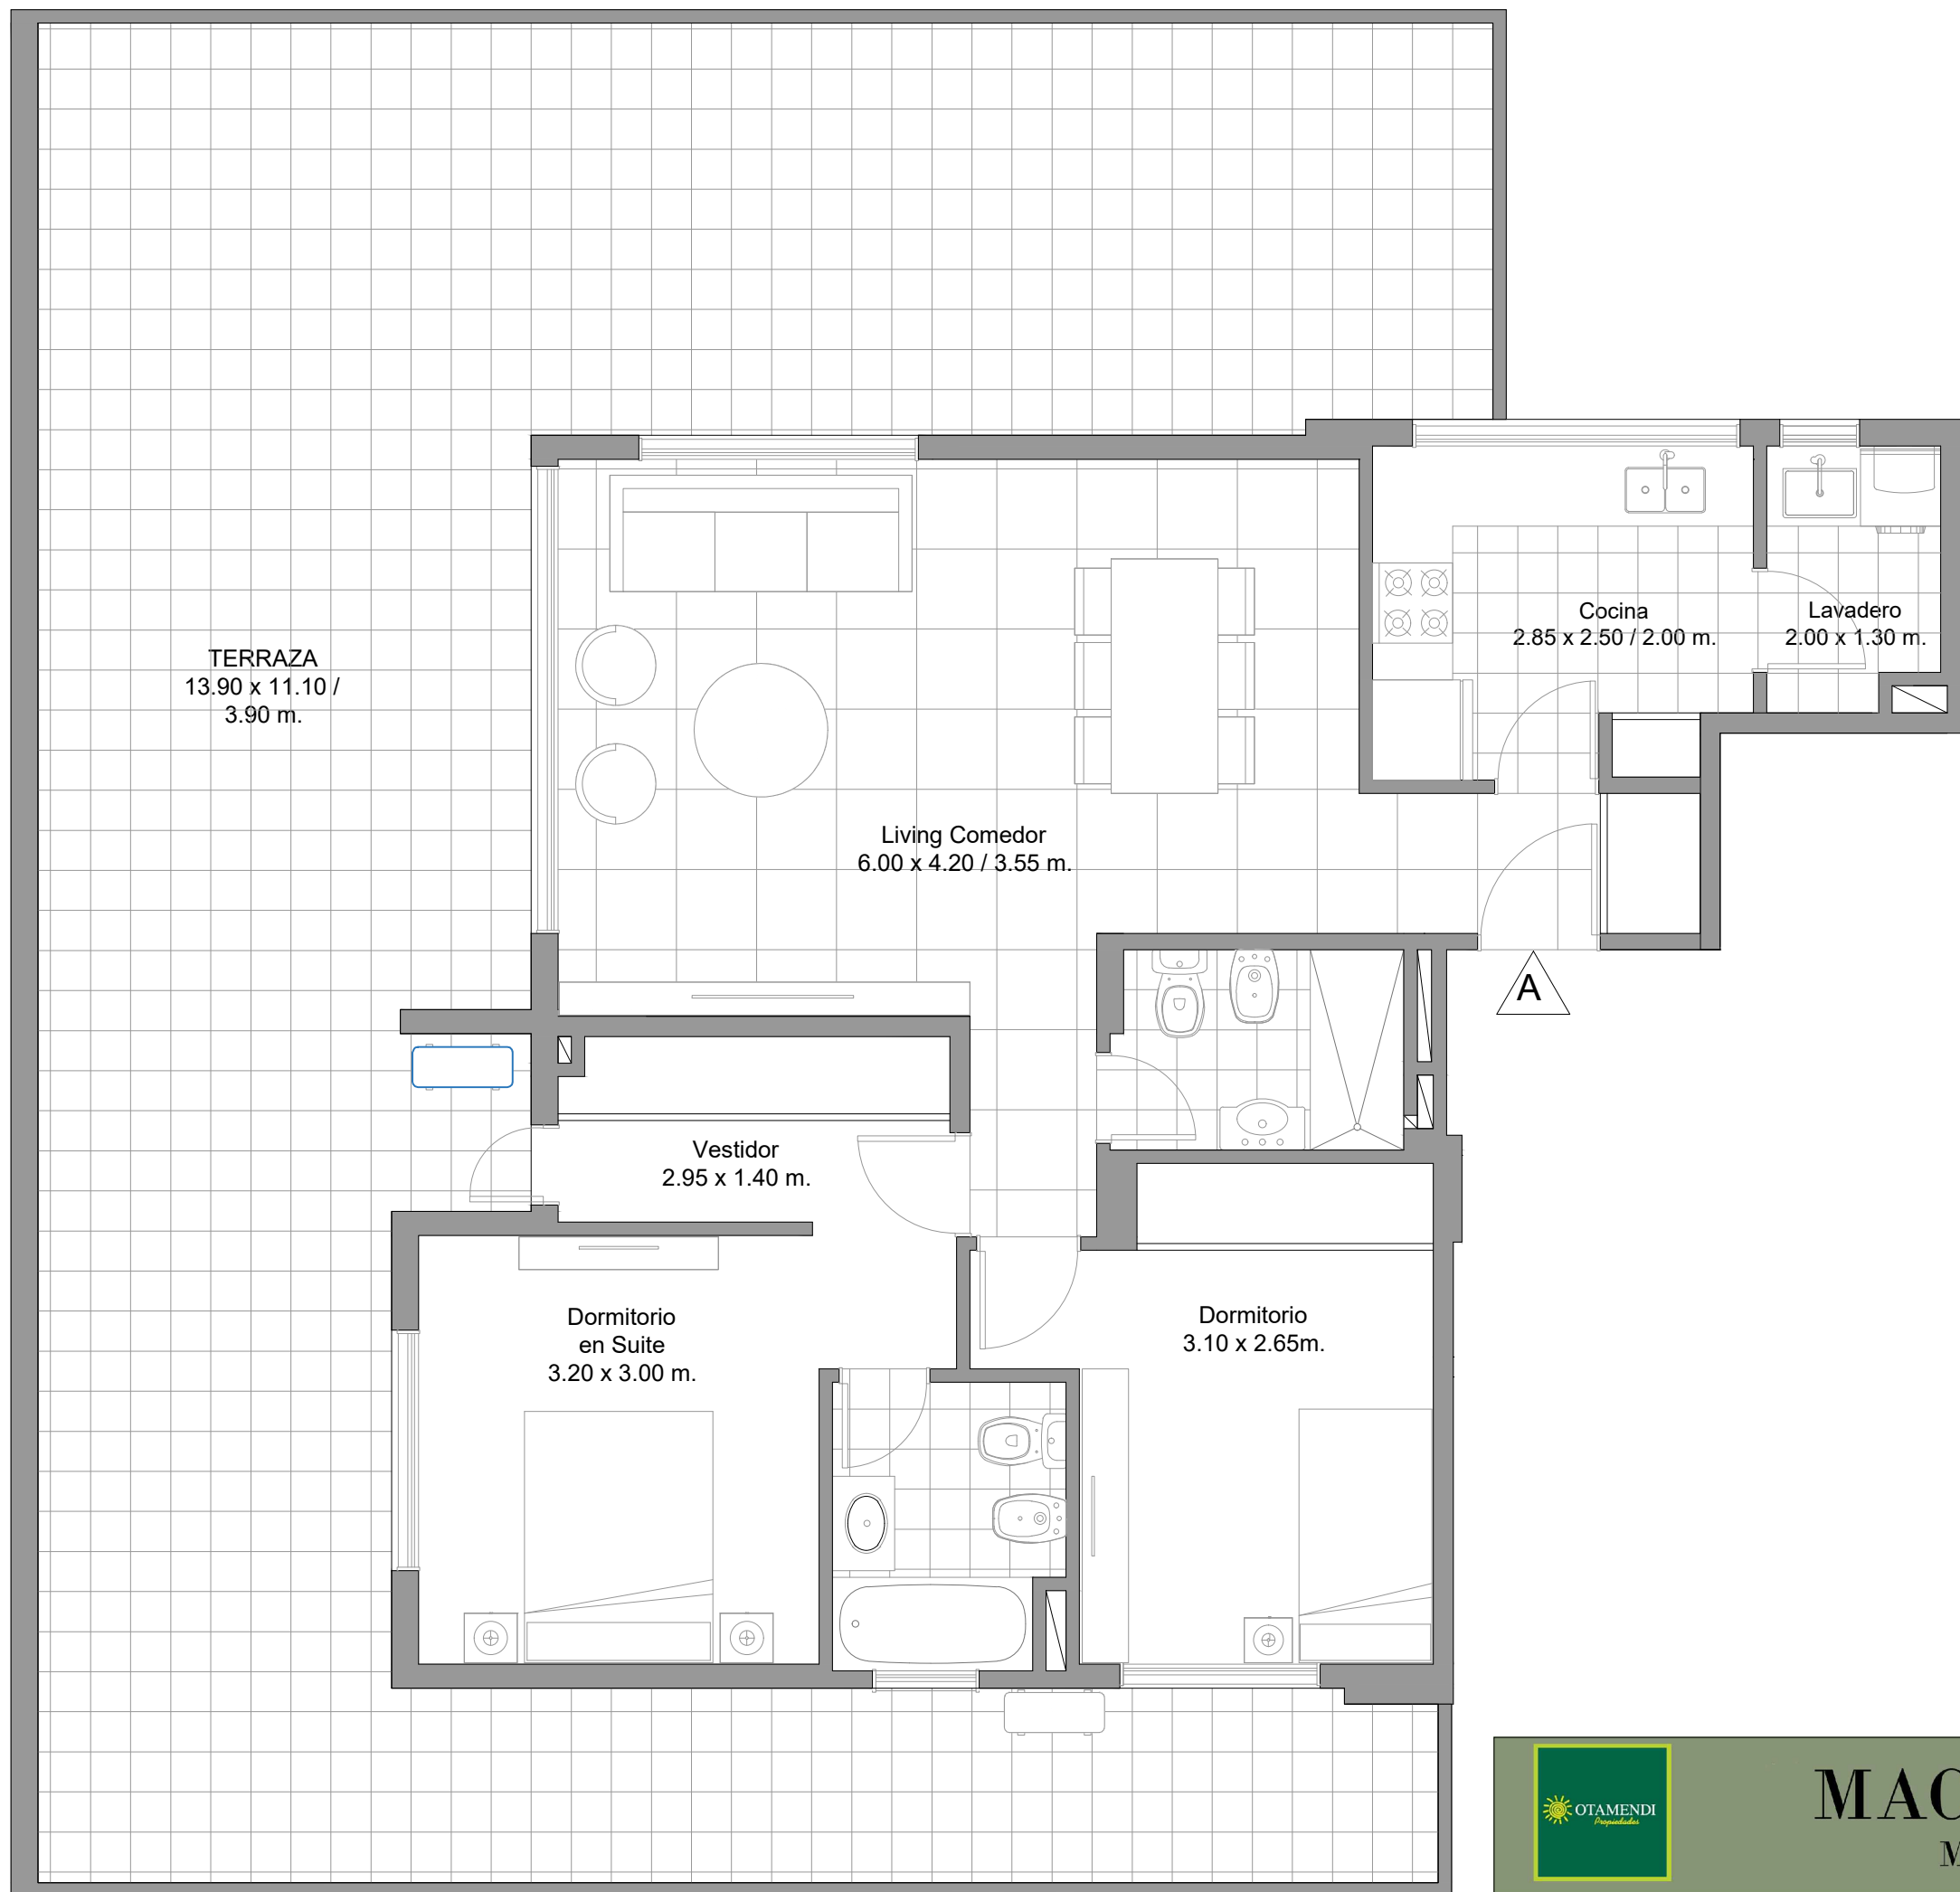 Cocina
2.85 x 2.50 / 2.00 m.
Lavadero
2.00 x 1.30 m.
TERRAZA
13.90 x 11.10 /
3.90 m.
Living Comedor
6.00 x 4.20 / 3.55 m.
A
Vestidor
2.95 x 1.40 m.
Dormitorio
en Suite
3.20 x 3.00 m.
Dormitorio
3.10 x 2.65m.
OTAMENDI
Propiedades